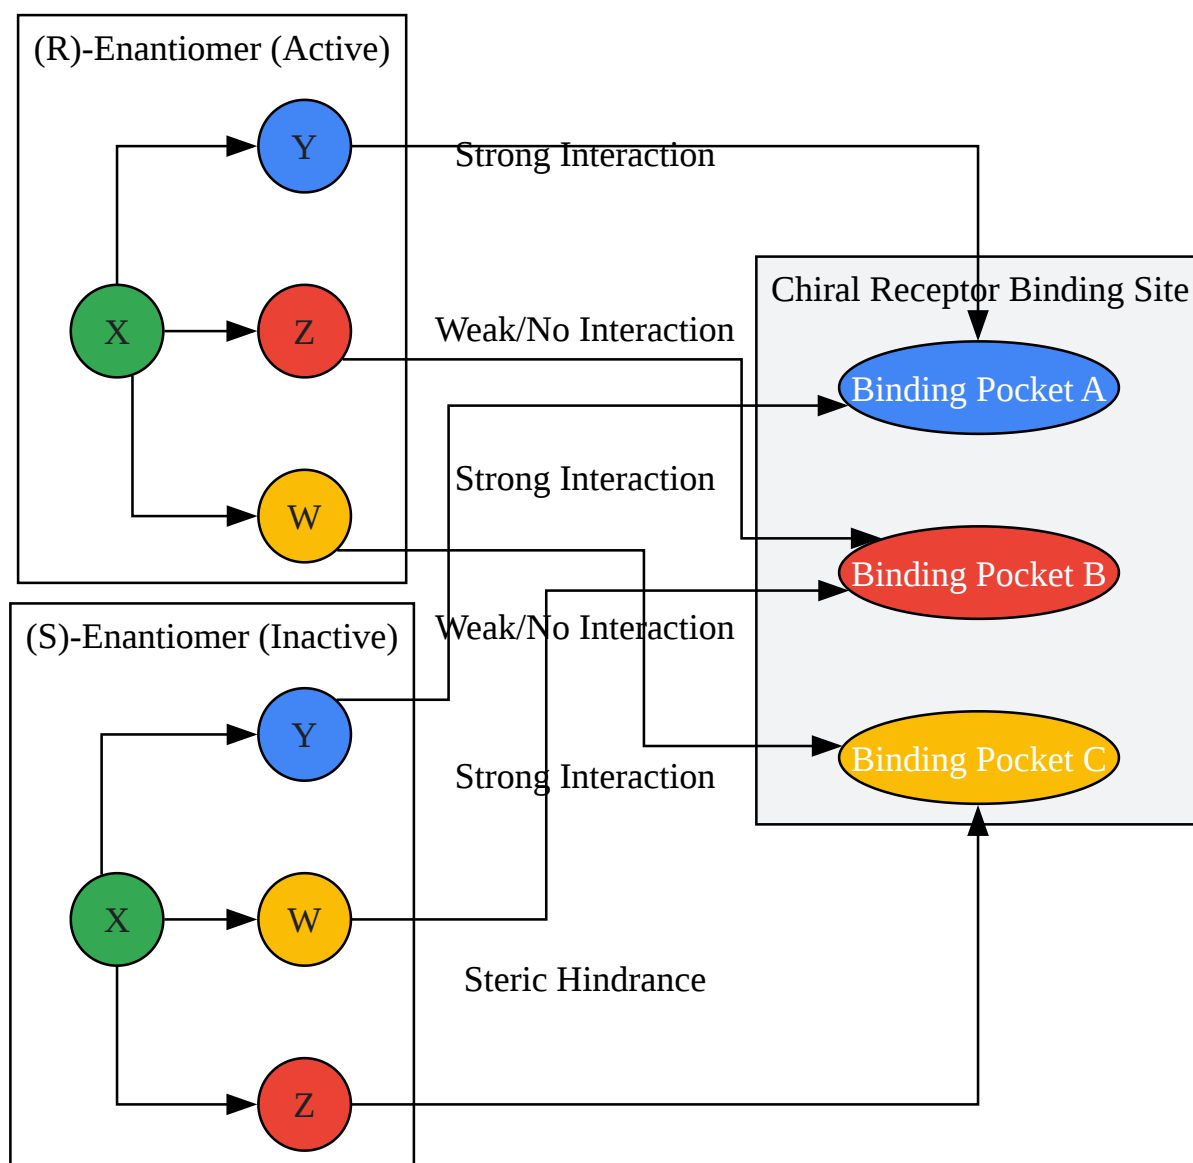 (R)-Enantiomer (Active)
Y
X
Z
W
Strong Interaction
Weak/No Interaction
Strong Interaction
Weak/No Interaction
Strong Interaction
Steric Hindrance
Chiral Receptor Binding Site
Binding Pocket A
Binding Pocket B
Binding Pocket C
(S)-Enantiomer (Inactive)
Y
X
W
Z